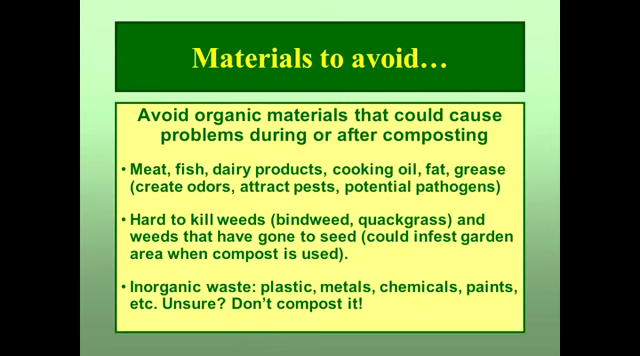 Materials to avoid…
Avoid organic materials that could cause
problems during or after composting
• Meat, fish, dairy products, cooking oil, fat, grease
(create odors, attract pests, potential pathogens)
• Hard to kill weeds (bindweed, quackgrass) and
weeds that have gone to seed (could infest garden
area when compost is used).
• Inorganic waste: plastic, metals, chemicals, paints,
etc. Unsure? Don't compost it!